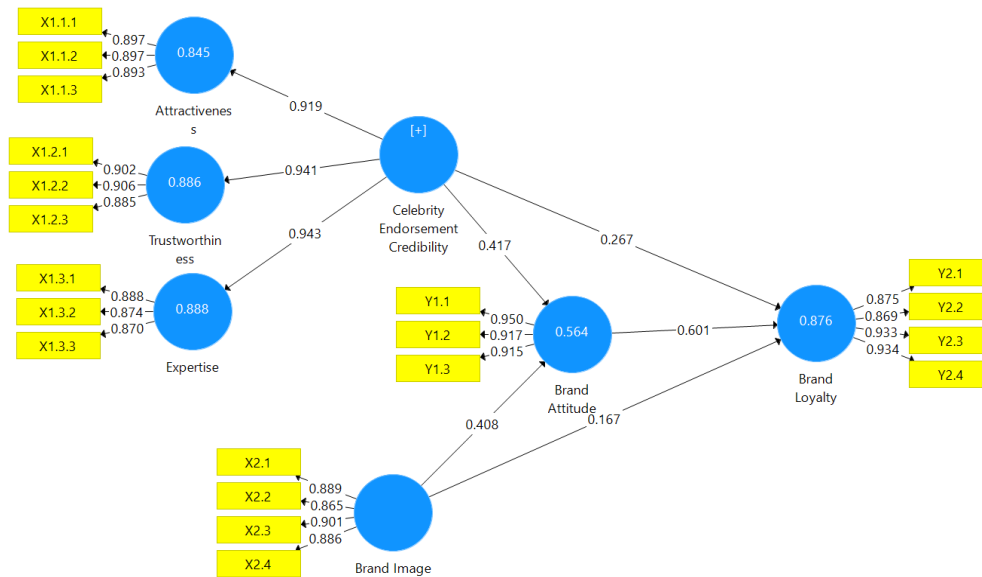 X1.1.1
X1.1.2
X1.1.3
0.897
0.897
0.893
0.845
Attractivenes
s
0.919
[+]
Celebrity
Endorsement
Credibility
X1.2.1
X1.2.2
X1.2.3
0.902
0.906
0.885
0.886
Trustworthin
ess
0.941
X1.3.1
X1.3.2
X1.3.3
0.888
0.874
0.870
0.888
Expertise
0.943
0.417
0.267
Y1.1
Y1.2
Y1.3
0.950
0.917
0.915
0.564
Brand
Attitude
0.601
0.876
Brand
Loyalty
0.875
0.869
0.933
0.934
Y2.1
Y2.2
Y2.3
Y2.4
0.408
0.167
X2.1
X2.2
X2.3
X2.4
0.889
0.865
0.901
0.886
Brand Image